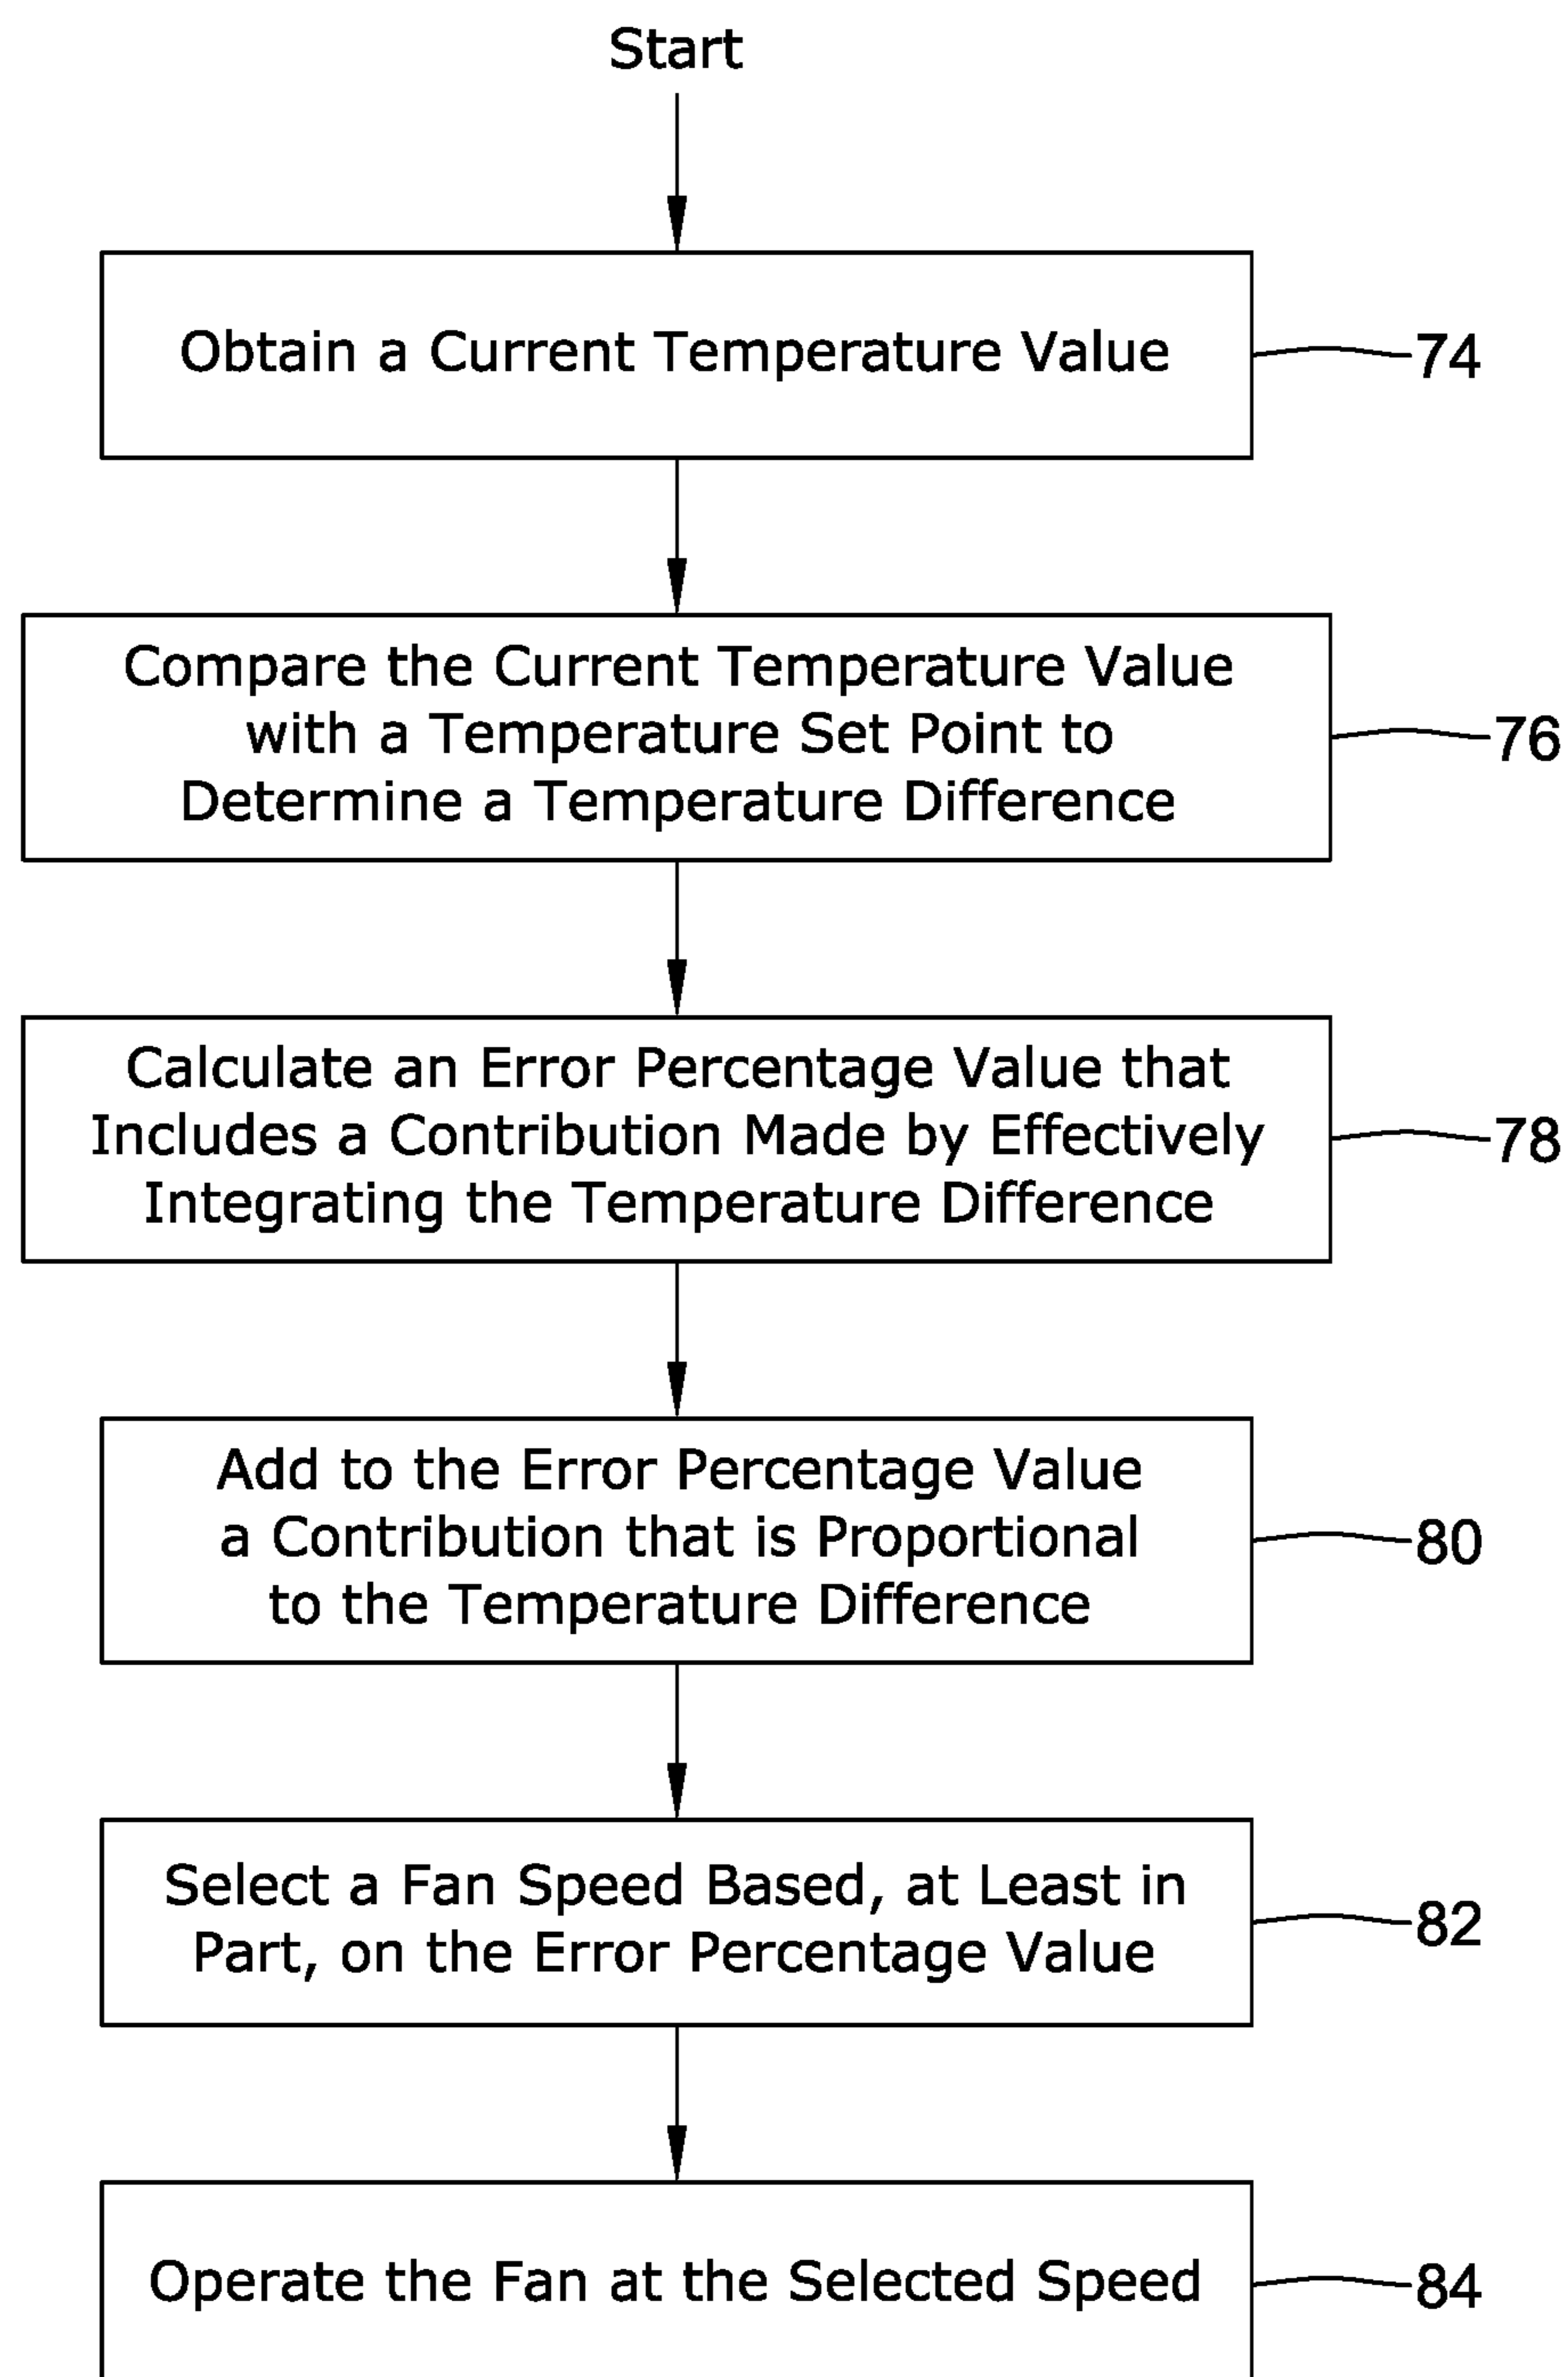 Start
Obtain a Current Temperature Value
74
Compare the Current Temperature Value
with a Temperature Set Point to
Determine a Temperature Difference
76
Calculate an Error Percentage Value that
Includes a Contribution Made by Effectively
Integrating the Temperature Difference
78
Add to the Error Percentage Value
a Contribution that is Proportional
to the Temperature Difference
80
Select a Fan Speed Based, at Least in
Part, on the Error Percentage Value
82
Operate the Fan at the Selected Speed
84